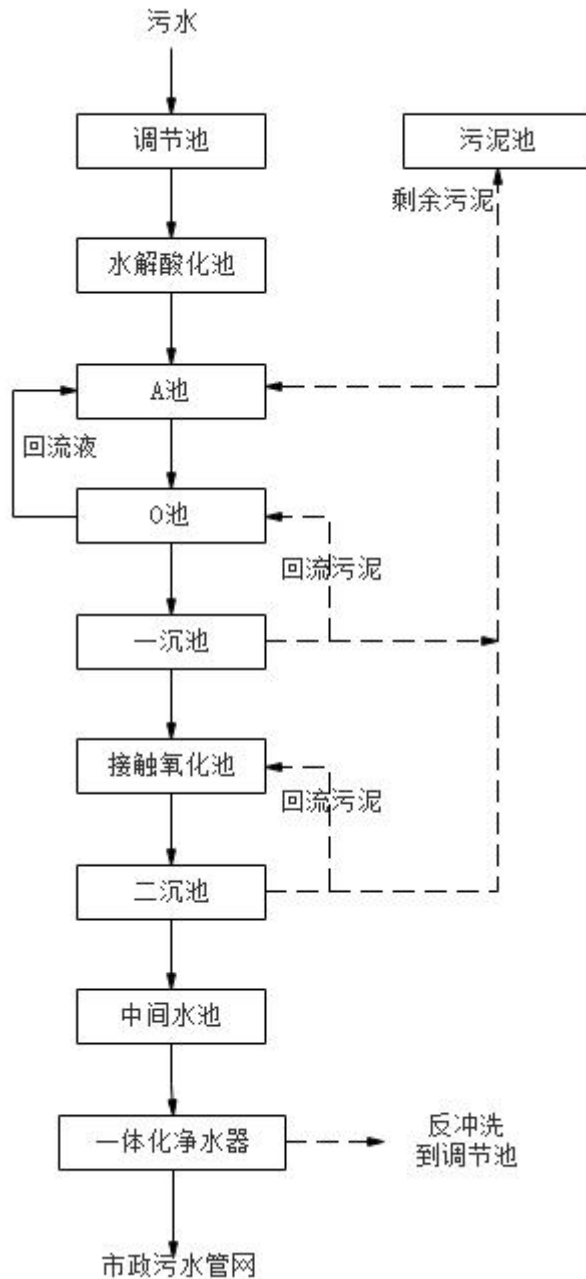 污水
调节池
污泥池
剩余污泥
水解酸化池
A池
回流液
O池
回流污泥
一沉池
接触氧化池
回流污泥
二沉池
中间水池
一体化净水器
反冲洗
到调节池
市政污水管网